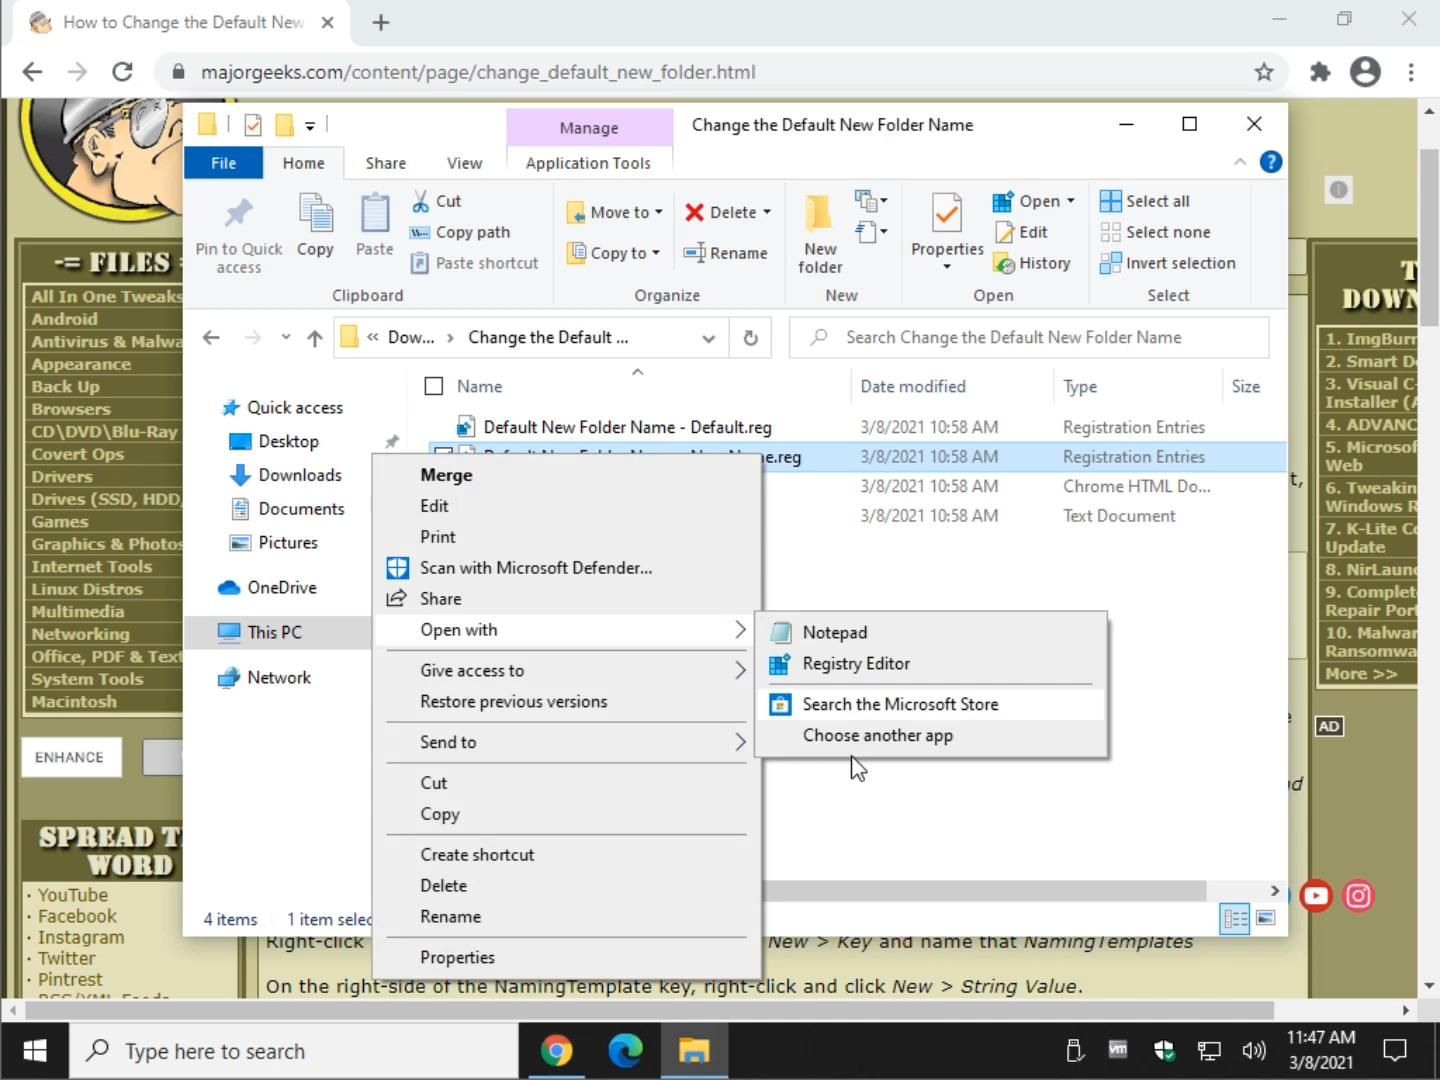 How to Change the Default New
majorgeeks.com/content/page/change_default_new_folder.html
Manage
Change the Default New Folder Name
File
Home
Share
View
Application Tools
Pin to Quick access
Copy
Paste
Cut
Copy path
Paste shortcut
Clipboard
Move to
Copy to
Delete
Rename
Organize
New folder
New
Properties
Open
Edit
History
Open
Select all
Select none
Invert selection
Select
« Dow... › Change the Default ...
Search Change the Default New Folder Name
Name
Date modified
Type
Size
Default New Folder Name - Default.reg
3/8/2021 10:58 AM
Registration Entries
e.reg
3/8/2021 10:58 AM
Registration Entries
3/8/2021 10:58 AM
Chrome HTML Do...
3/8/2021 10:58 AM
Text Document
Quick access
Desktop
Downloads
Documents
Pictures
OneDrive
This PC
Network
4 items
1 item selec
Merge
Edit
Print
Scan with Microsoft Defender...
Share
Open with
Give access to
Restore previous versions
Send to
Cut
Copy
Create shortcut
Delete
Rename
Properties
Notepad
Registry Editor
Search the Microsoft Store
Choose another app
-= FILES
All In One Tweaks
Android
Antivirus & Malwa
Appearance
Back Up
Browsers
CD\DVD\Blu-Ray
Covert Ops
Drivers
Drives (SSD, HDD,
Games
Graphics & Photos
Internet Tools
Linux Distros
Multimedia
Networking
Office, PDF & Text
System Tools
Macintosh
ENHANCE
SPREAD T
WORD
· YouTube
· Facebook
· Instagram
· Twitter
· Pintrest
T
DOWN
1. ImgBurn
2. Smart D
3. Visual C-
Installer (A
4. ADVANC
5. Microsof
Web
6. Tweakin
Windows R
7. K-Lite Co
Update
8. NirLaun
9. Complet
Repair Port
10. Malwar
Ransomwa
More >>
AD
t,
e
nd
Right-click
New > Key and name that NamingTemplates
On the right-side of the NamingTemplate key, right-click and click New > String Value.
Type here to search
vm
11:47 AM
3/8/2021